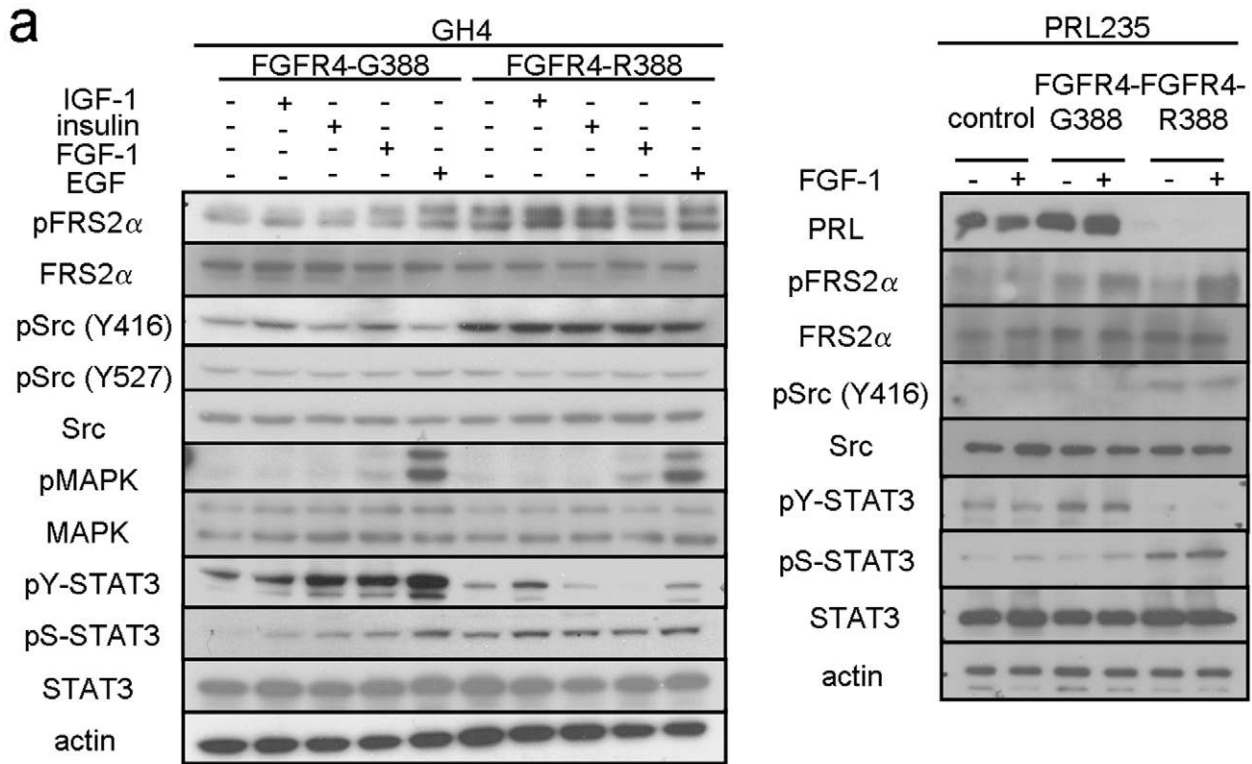 a
GH4
FGFR4-G388 FGFR4-R388
IGF-1 - + - - - - + - - -
insulin - - + - - - - + - -
FGF-1 - - - + - - - - + -
EGF - - - - + - - - - +
pFRS2α
FRS2α
pSrc (Y416)
pSrc (Y527)
Src
pMAPK
MAPK
pY-STAT3
pS-STAT3
STAT3
actin
PRL235
control FGFR4-G388 FGFR4-R388
FGF-1 - + - + - +
PRL
pFRS2α
FRS2α
pSrc (Y416)
Src
pY-STAT3
pS-STAT3
STAT3
actin